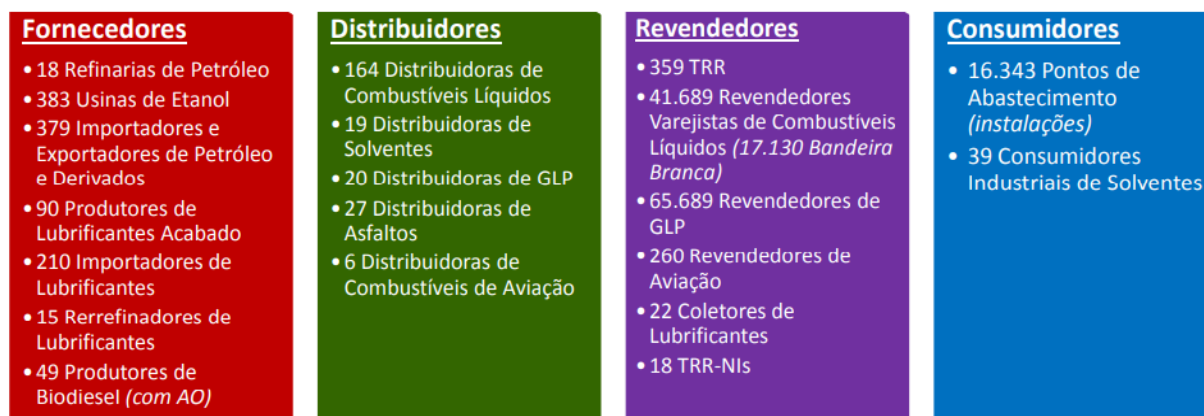 Fornecedores
• 18 Refinarias de Petróleo
• 383 Usinas de Etanol
• 379 Importadores e
Exportadores de Petróleo
e Derivados
• 90 Produtores de
Lubrificantes Acabado
• 210 Importadores de
Lubrificantes
• 15 Rerrefinadores de
Lubrificantes
• 49 Produtores de
Biodiesel (com AO)
Distribuidores
• 164 Distribuidoras de
Combustíveis Líquidos
• 19 Distribuidoras de
Solventes
• 20 Distribuidoras de GLP
• 27 Distribuidoras de
Asfaltos
• 6 Distribuidoras de
Combustíveis de Aviação
Revendedores
• 359 TRR
• 41.689 Revendedores
Varejistas de Combustíveis
Líquidos (17.130 Bandeira
Branca)
• 65.689 Revendedores de
GLP
• 260 Revendedores de
Aviação
• 22 Coletores de
Lubrificantes
• 18 TRR-NIs
Consumidores
• 16.343 Pontos de
Abastecimento
(instalações)
• 39 Consumidores
Industriais de Solventes